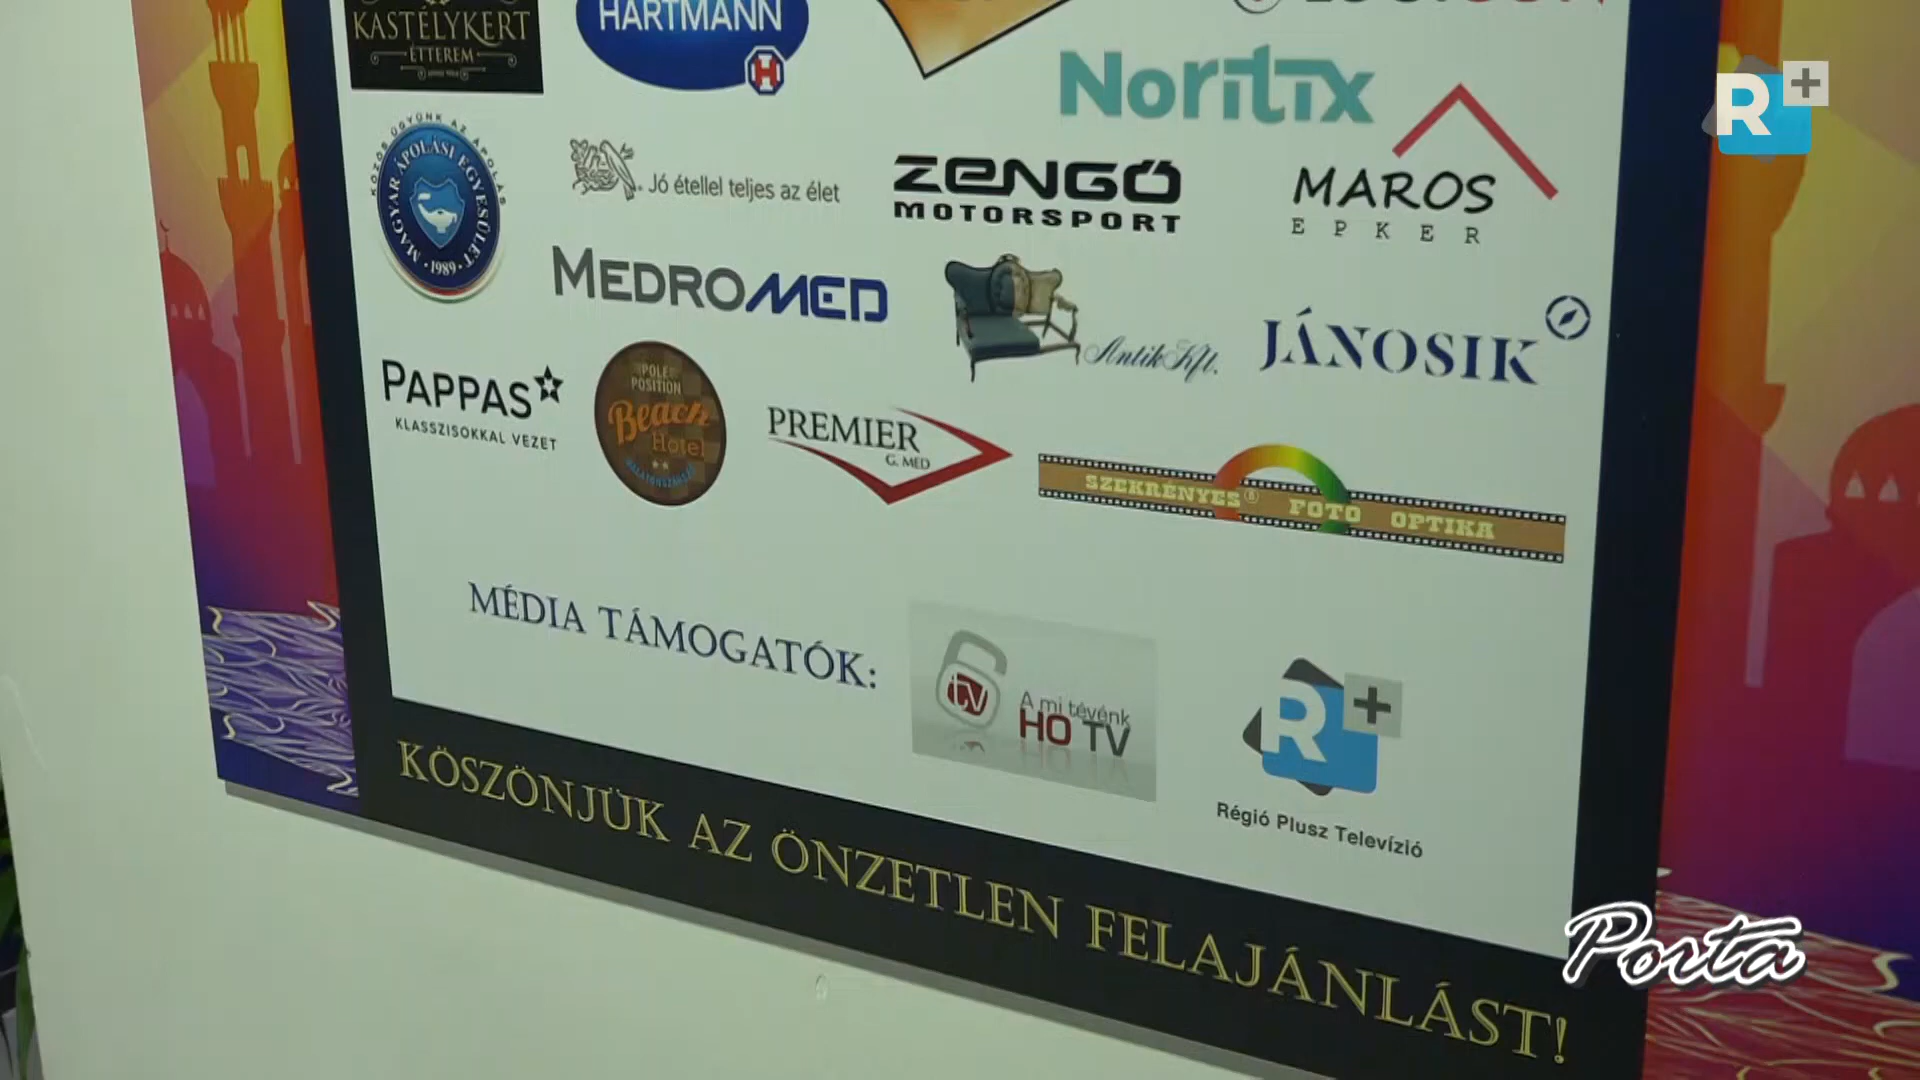 KASTÉLYKERT
ÉTTEREM
HARTMANN
H
Noritix
R+
KÖZÖS ÜGYÜNK AZ ÁPOLÁS
MAGYAR ÁPOLÁSI EGYESÜLET
·1989·
Jó étellel teljes az élet
ZENGŐ
MOTORSPORT
MAROS
EPKER
MEDROMED
Antik Kft.
JÁNOSIK
PAPPAS
KLASSZISOKKAL VEZET
POLE
POSITION
Beach
Hotel
PREMIER
G. MED
SZEKRÉNYES® FOTO OPTIKA
MÉDIA TÁMOGATÓK:
tv
A mi tévénk
HO TV
R+
Régió Plusz Televízió
KÖSZÖNJÜK AZ ÖNZETLEN FELAJÁNLÁST!
Porta